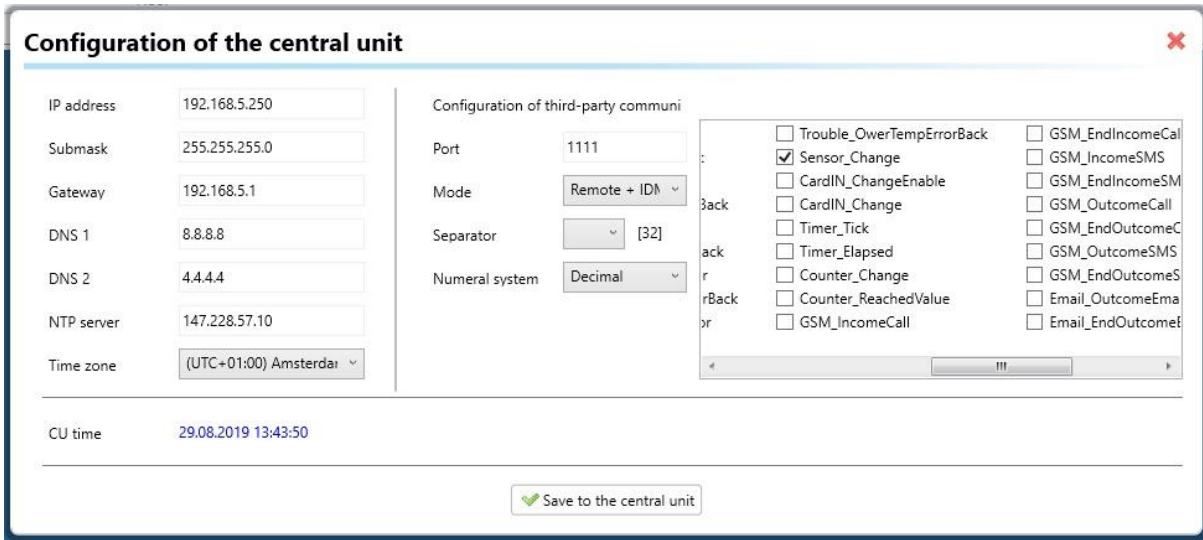 Configuration of the central unit
IP address 192.168.5.250
Submask 255.255.255.0
Gateway 192.168.5.1
DNS 1 8.8.8.8
DNS 2 4.4.4.4
NTP server 147.228.57.10
Time zone (UTC+01:00) Amsterdar
Configuration of third-party communi
Port 1111
Mode Remote + IDM
Separator [32]
Numeral system Decimal
Trouble_OwerTempErrorBack GSM_EndIncomeCal
Sensor_Change GSM_IncomeSMS
CardIN_ChangeEnable GSM_EndIncomeSM
Back CardIN_Change GSM_OutcomeCall
Timer_Tick GSM_EndOutcomeC
ack Timer_Elapsed GSM_OutcomeSMS
r Counter_Change GSM_EndOutcomeS
rBack Counter_ReachedValue Email_OutcomeEma
or GSM_IncomeCall Email_EndOutcomeE
CU time 29.08.2019 13:43:50
Save to the central unit